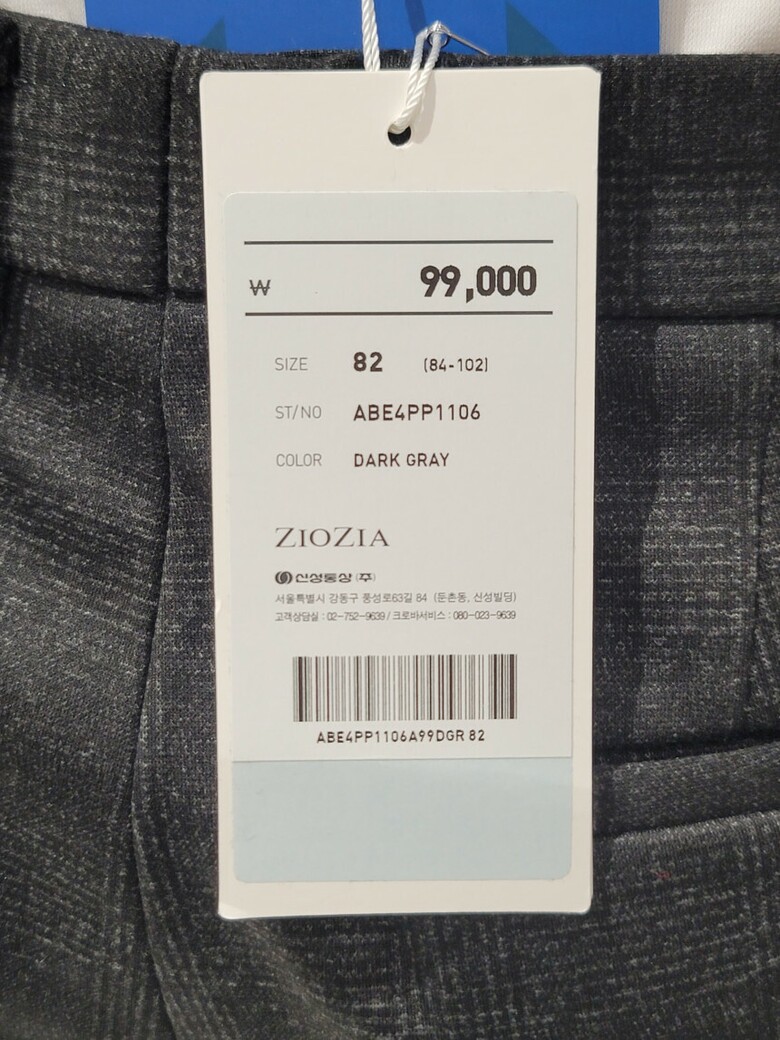 ₩ 99,000
SIZE 82 (84-102)
ST/NO ABE4PP1106
COLOR DARK GRAY
ZIOZIA
신성통상 (주)
서울특별시 강동구 풍성로63길 84 (둔촌동, 신성빌딩)
고객상담실 : 02-752-9639 / 크로바서비스 : 080-023-9639
ABE4PP1106A99DGR 82